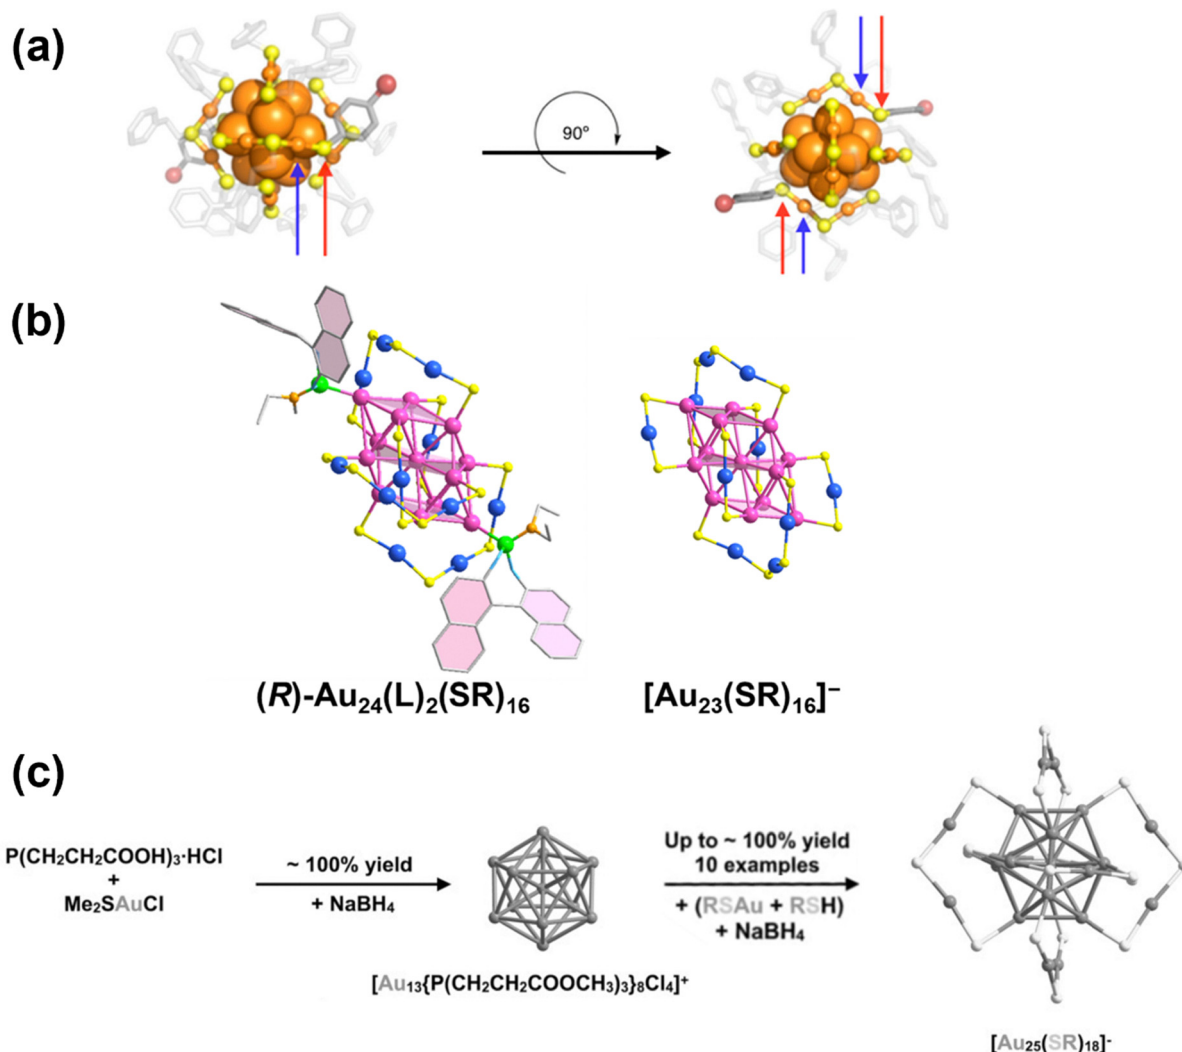 (a)
90°
(b)
(R)-Au₂₄(L)₂(SR)₁₆
[Au₂₃(SR)₁₆]⁻
(c)
P(CH₂CH₂COOH)₃·HCl
+
Me₂SAuCl
~ 100% yield
+ NaBH₄
[Au₁₃{P(CH₂CH₂COOCH₃)₃}₈Cl₄]⁺
Up to ~ 100% yield
10 examples
+ (RSAu + RSH)
+ NaBH₄
[Au₂₅(SR)₁₈]⁻